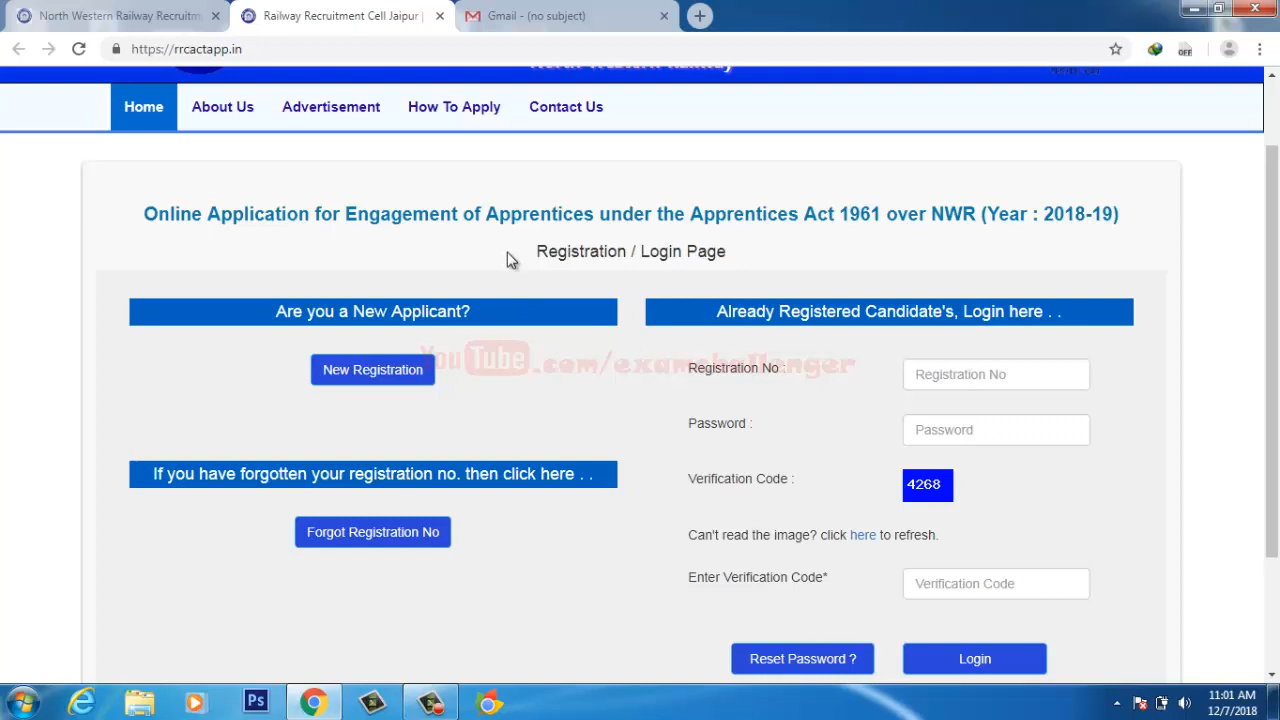 North Western Railway Recruitm
Railway Recruitment Cell Jaipur |
Gmail - (no subject)
https://rrcactapp.in
OFF
North Western Railway
Home
About Us
Advertisement
How To Apply
Contact Us
Online Application for Engagement of Apprentices under the Apprentices Act 1961 over NWR (Year : 2018-19)
Registration / Login Page
Are you a New Applicant?
Already Registered Candidate's, Login here . .
New Registration
YouTube.com/examchallenger
Registration No :
Registration No
Password :
Password
If you have forgotten your registration no. then click here . .
Verification Code :
4268
Forgot Registration No
Can't read the image? click here to refresh.
Enter Verification Code*
Verification Code
Reset Password ?
Login
Ps
11:01 AM
12/7/2018